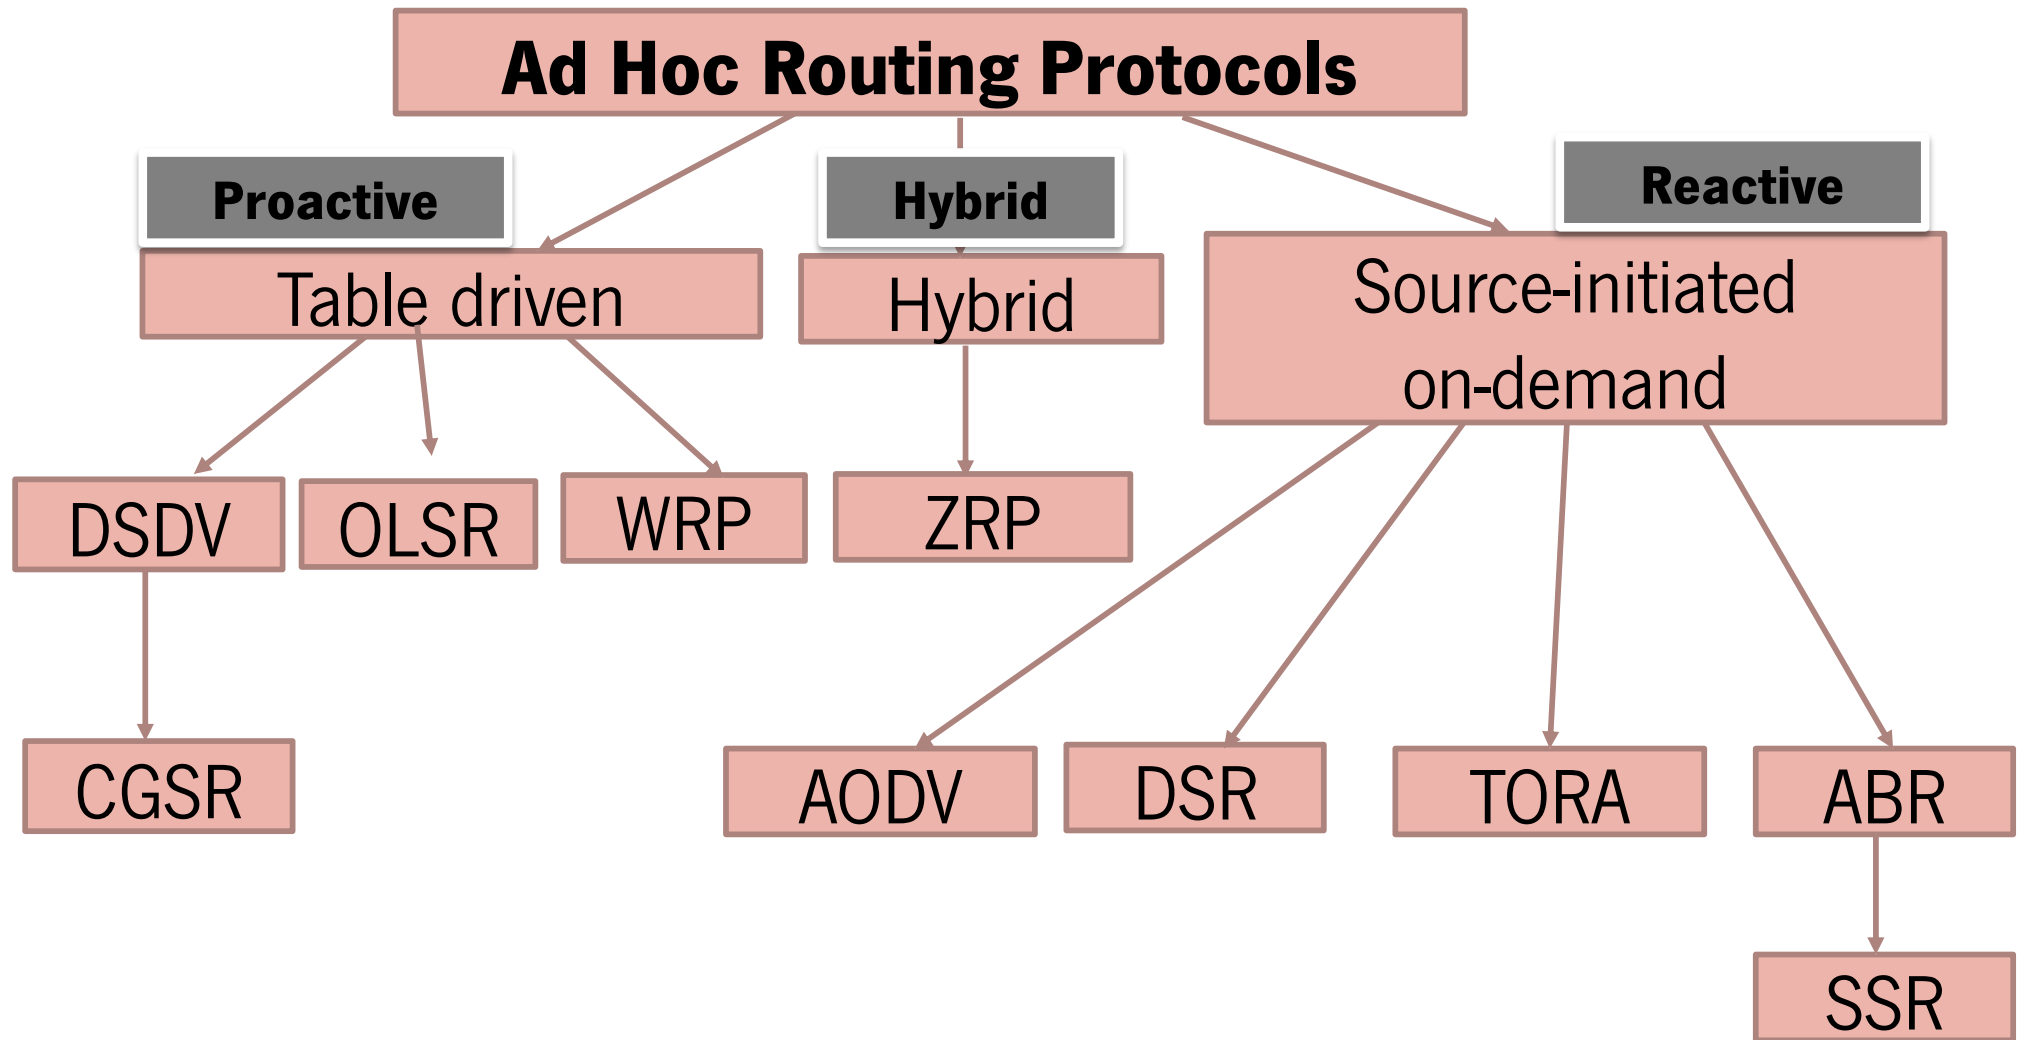 Ad Hoc Routing Protocols
Proactive
Hybrid
Reactive
Table driven
Hybrid
Source-initiated
on-demand
DSDV
OLSR
WRP
ZRP
CGSR
AODV
DSR
TORA
ABR
SSR